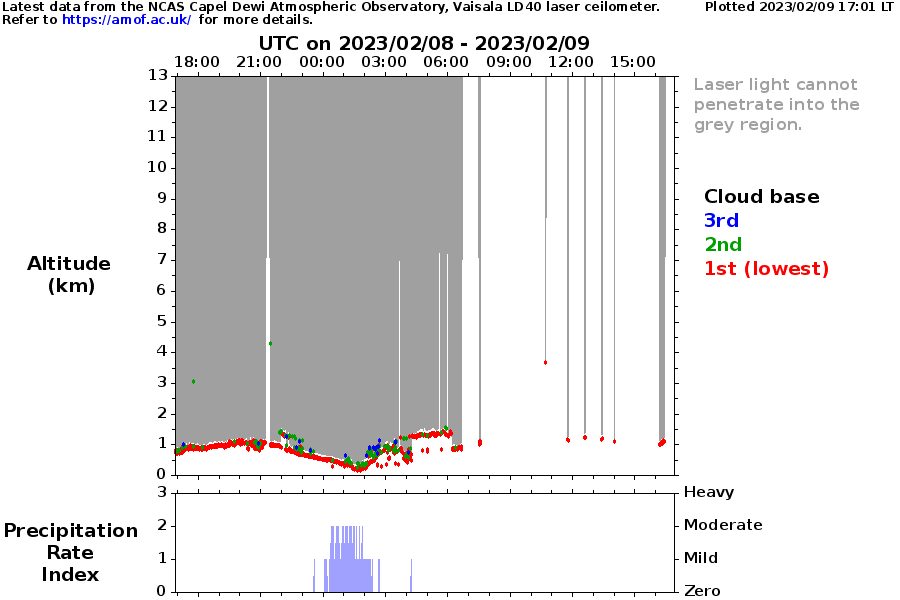 Latest data from the NCAS Capel Dewi Atmospheric Observatory, Vaisala LD40 laser ceilometer. Plotted 2023/02/09 17:01 LT
Refer to https://amof.ac.uk/ for more details.
UTC on 2023/02/08 - 2023/02/09
18:00 21:00 00:00 03:00 06:00 09:00 12:00 15:00
13
12
11
10
9
8
7
6
5
4
3
2
1
0
Altitude
(km)
Laser light cannot
penetrate into the
grey region.
Cloud base
3rd
2nd
1st (lowest)
3 Heavy
2 Moderate
1 Mild
0 Zero
Precipitation
Rate
Index